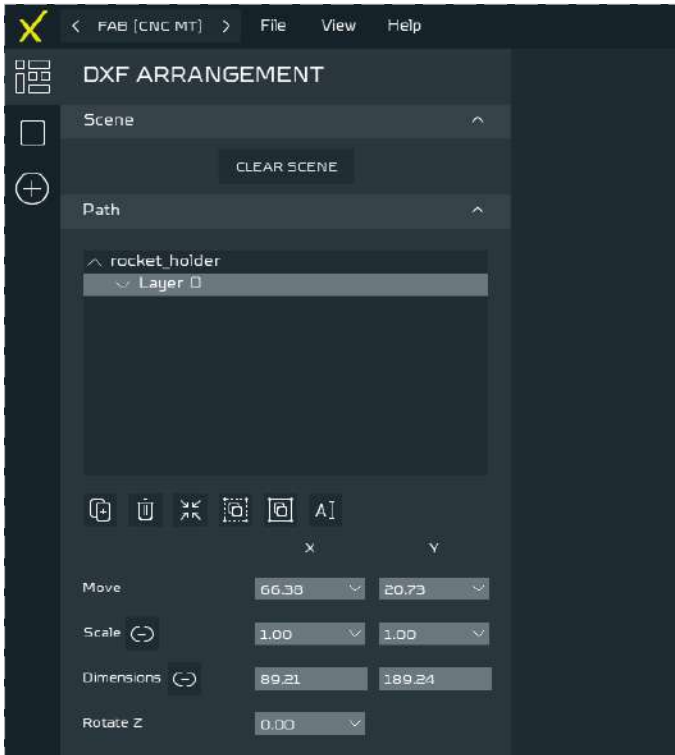 < FAB [CNC MT] > File View Help
DXF ARRANGEMENT
Scene
CLEAR SCENE
Path
rocket_holder
Layer 0
X Y
Move 66.38 20.73
Scale 1.00 1.00
Dimensions 89.21 189.24
Rotate Z 0.00